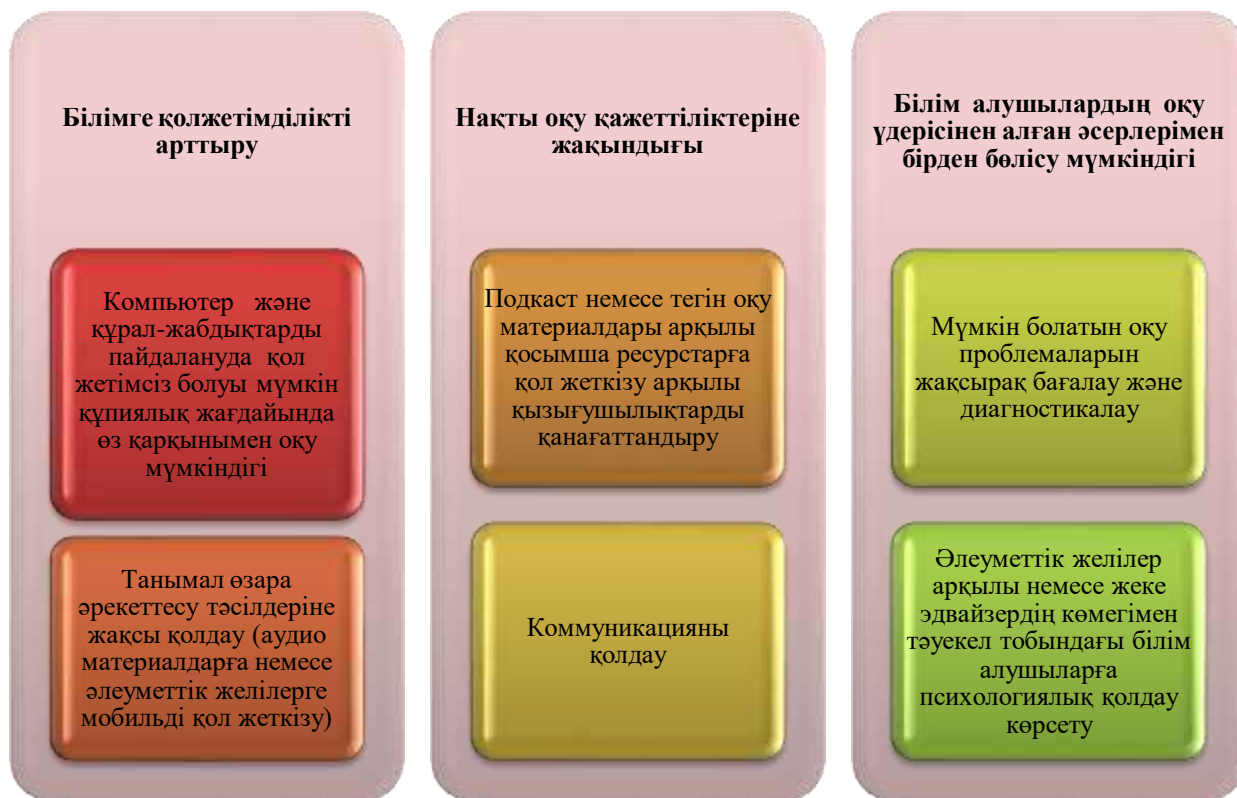 Білімге қолжетімділікті
арттыру
Компьютер және
құрал-жабдықтарды
пайдалануда қол
жетімсіз болуы мүмкін
құпиялық жағдайында
өз қарқынымен оқу
мүмкіндігі
Танымал өзара
әрекеттесу тәсілдеріне
жақсы қолдау (аудио
материалдарға немесе
әлеуметтік желілерге
мобильді қол жеткізу)
Нақты оқу қажеттіліктеріне
жақындығы
Подкаст немесе тегін оқу
материалдары арқылы
қосымша ресурстарға
қол жеткізу арқылы
қызығушылықтарды
қанағаттандыру
Коммуникацияны
қолдау
Білім алушылардың оқу
үдерісінен алған әсерлерімен
бірден бөлісу мүмкіндігі
Мүмкін болатын оқу
проблемаларын
жақсырақ бағалау және
диагностикалау
Әлеуметтік желілер
арқылы немесе жеке
эдвайзердің көмегімен
тәуекел тобындағы білім
алушыларға
психологиялық қолдау
көрсету